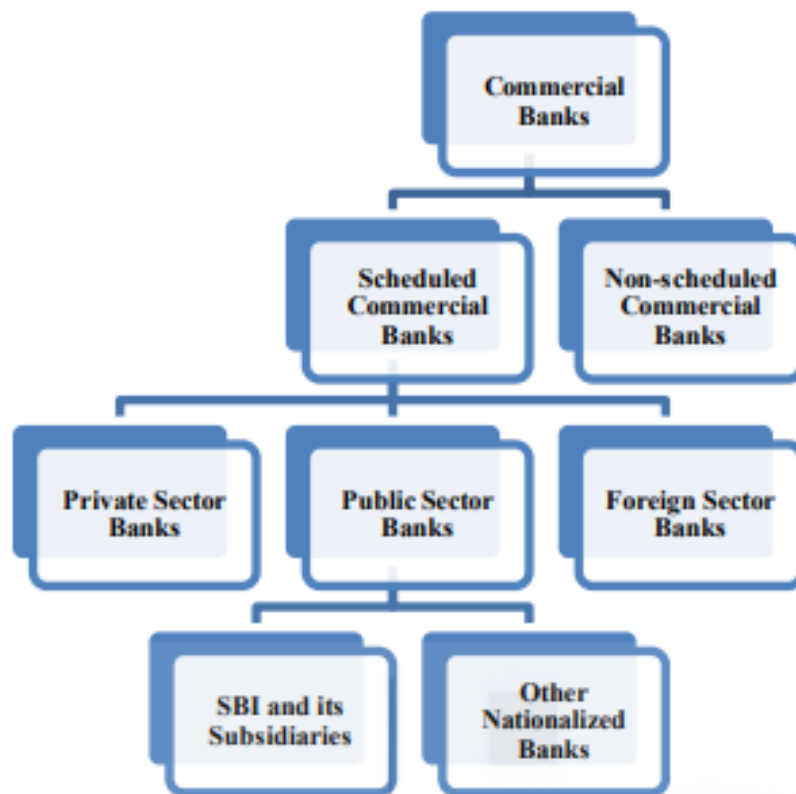 Commercial
Banks
Scheduled
Commercial
Banks
Non-scheduled
Commercial
Banks
Private Sector
Banks
Public Sector
Banks
Foreign Sector
Banks
SBI and its
Subsidiaries
Other
Nationalized
Banks